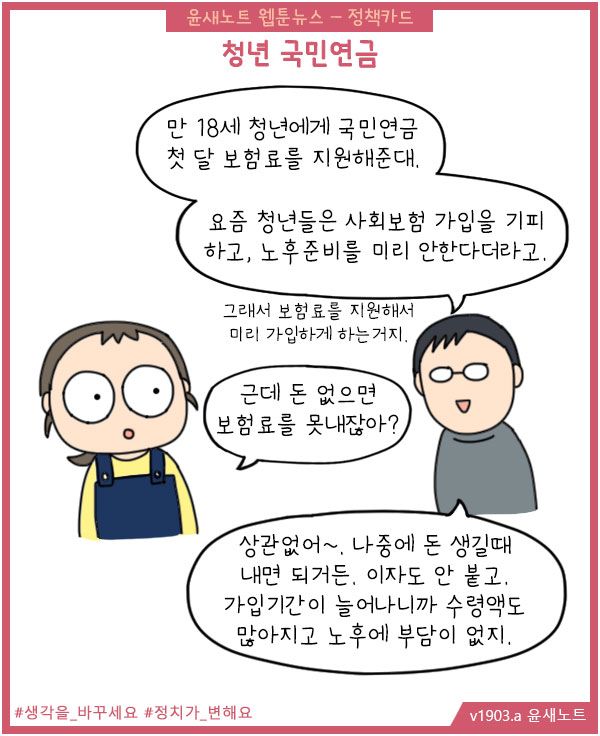 윤새노트 웹툰뉴스 - 정책카드
청년 국민연금
만 18세 청년에게 국민연금
첫 달 보험료를 지원해준대.
요즘 청년들은 사회보험 가입을 기피
하고, 노후준비를 미리 안한다더라고.
그래서 보험료를 지원해서
미리 가입하게 하는거지.
근데 돈 없으면
보험료를 못내잖아?
상관없어~. 나중에 돈 생길때
내면 되거든. 이자도 안 붙고.
가입기간이 늘어나니까 수령액도
많아지고 노후에 부담이 없지.
#생각을_바꾸세요 #정치가_변해요
v1903.a 윤새노트